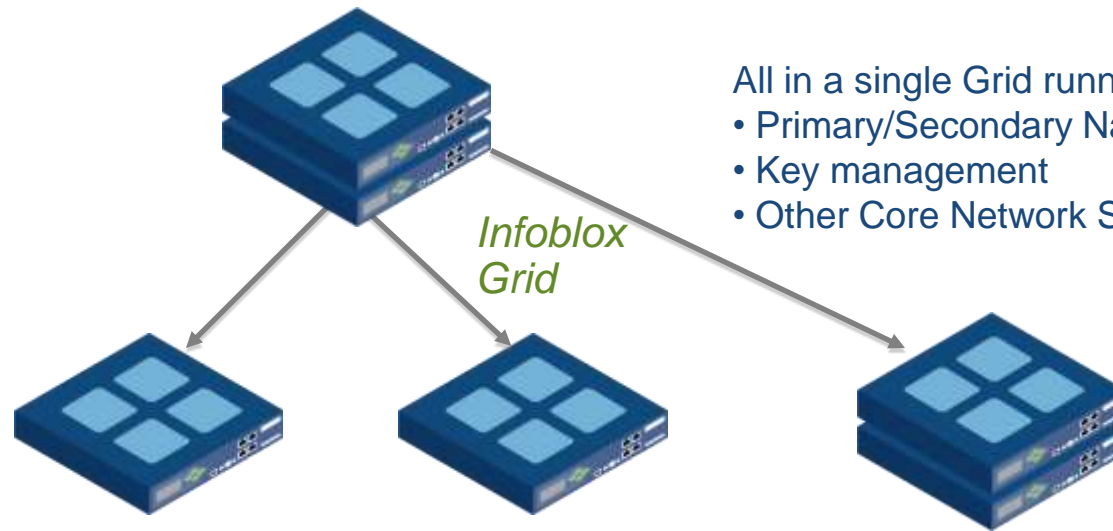 All in a single Grid runn
• Primary/Secondary Na
• Key management
• Other Core Network S
Infoblox
Grid